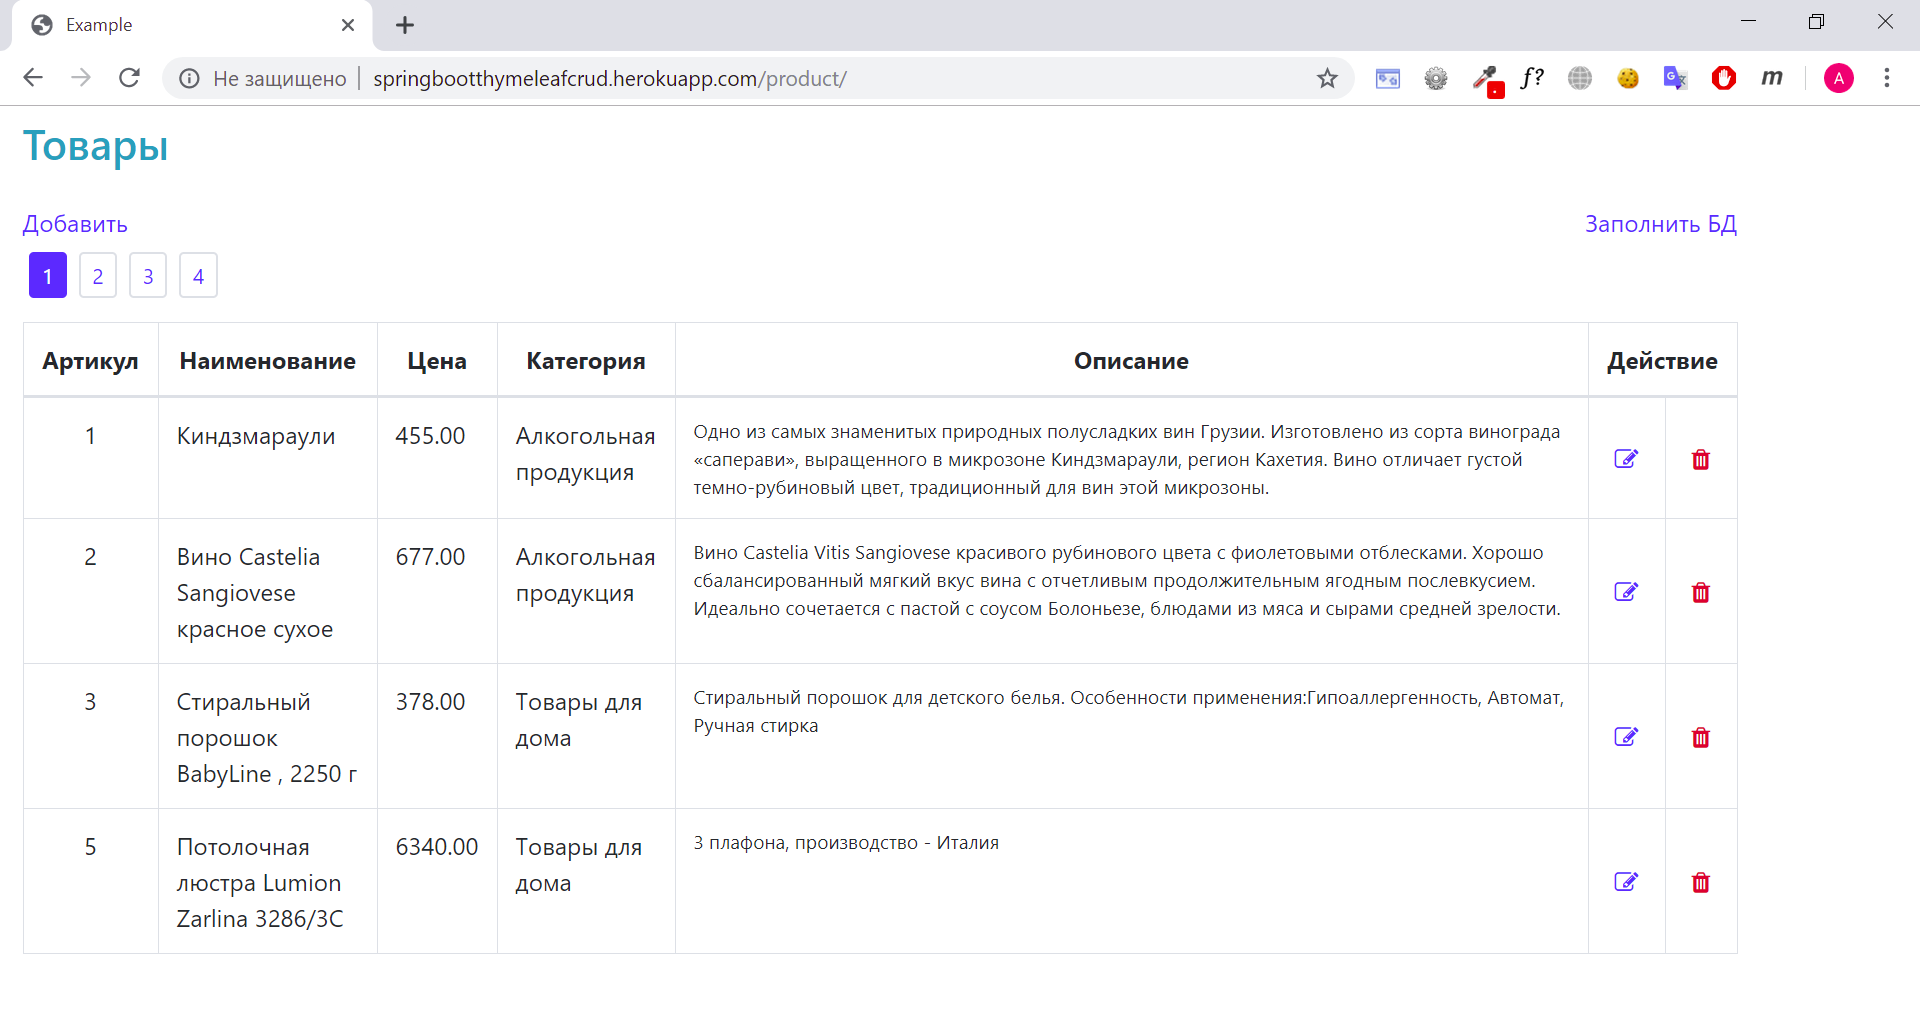 Example
Не защищено
springbootthymeleafcrud.herokuapp.com/product/
f?
m
A
Товары
Добавить
Заполнить БД
1 2 3 4
Артикул Наименование Цена Категория Описание Действие
1 Киндзмараули 455.00 Алкогольная
продукция
Одно из самых знаменитых природных полусладких вин Грузии. Изготовлено из сорта винограда
«саперави», выращенного в микрозоне Киндзмараули, регион Кахетия. Вино отличает густой
темно-рубиновый цвет, традиционный для вин этой микрозоны.
2 Вино Castelia
Sangiovese
красное сухое
677.00
Алкогольная
продукция
Вино Castelia Vitis Sangiovese красивого рубинового цвета с фиолетовыми отблесками. Хорошо
сбалансированный мягкий вкус вина с отчетливым продолжительным ягодным послевкусием.
Идеально сочетается с пастой с соусом Болоньезе, блюдами из мяса и сырами средней зрелости.
3 Стиральный
порошок
BabyLine , 2250 г
378.00
Товары для
дома
Стиральный порошок для детского белья. Особенности применения:Гипоаллергенность, Автомат,
Ручная стирка
5 Потолочная
люстра Lumion
Zarlina 3286/3C
6340.00
Товары для
дома
3 плафона, производство - Италия